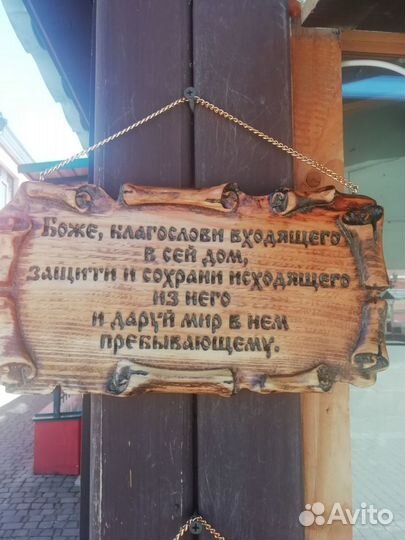 Боже, благослови входящего
в сей дом,
защити и сохрани исходящего
из него
и даруй мир в нем
пребывающему.
Avito